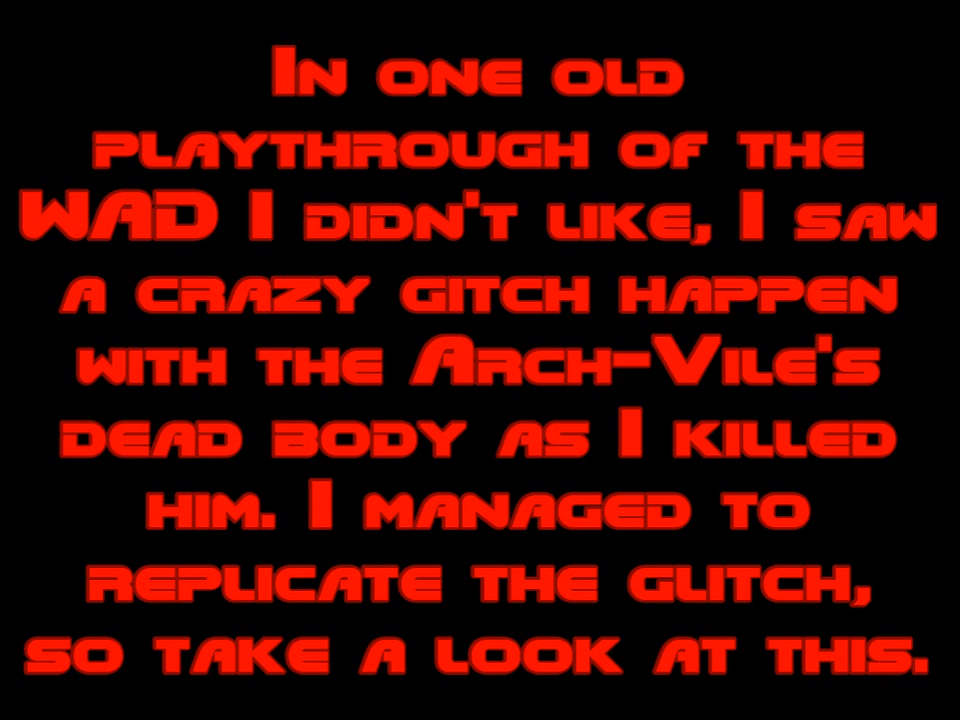 In one old
playthrough of the
WAD I didn't like, I saw
a crazy gitch happen
with the Arch-Vile's
dead body as I killed
him. I managed to
replicate the glitch,
so take a look at this.